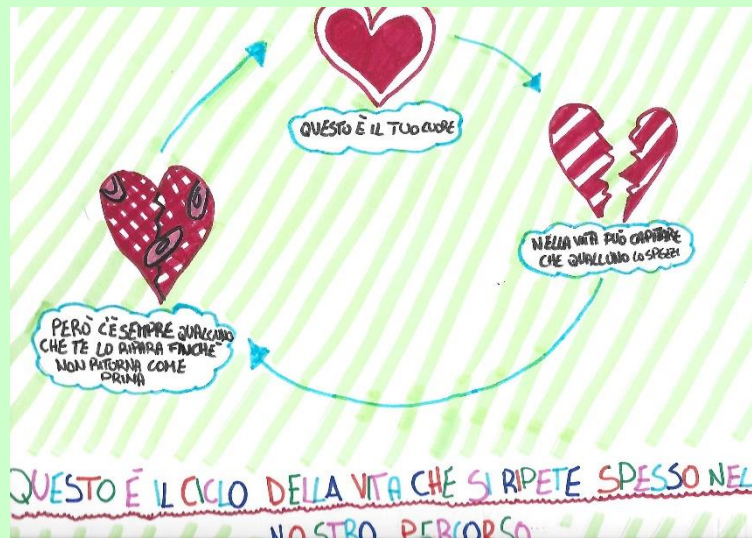 QUESTO È IL TUO CUORE
NELLA VITA PUÒ CAPITARE
CHE QUALCUNO LO SPEZZI
PERÒ C'È SEMPRE QUALCUNO
CHE TE LO RIPARA FINCHÈ
NON RITORNA COME
PRIMA
QUESTO È IL CICLO DELLA VITA CHE SI RIPETE SPESSO NEL
NOSTRO PERCORSO